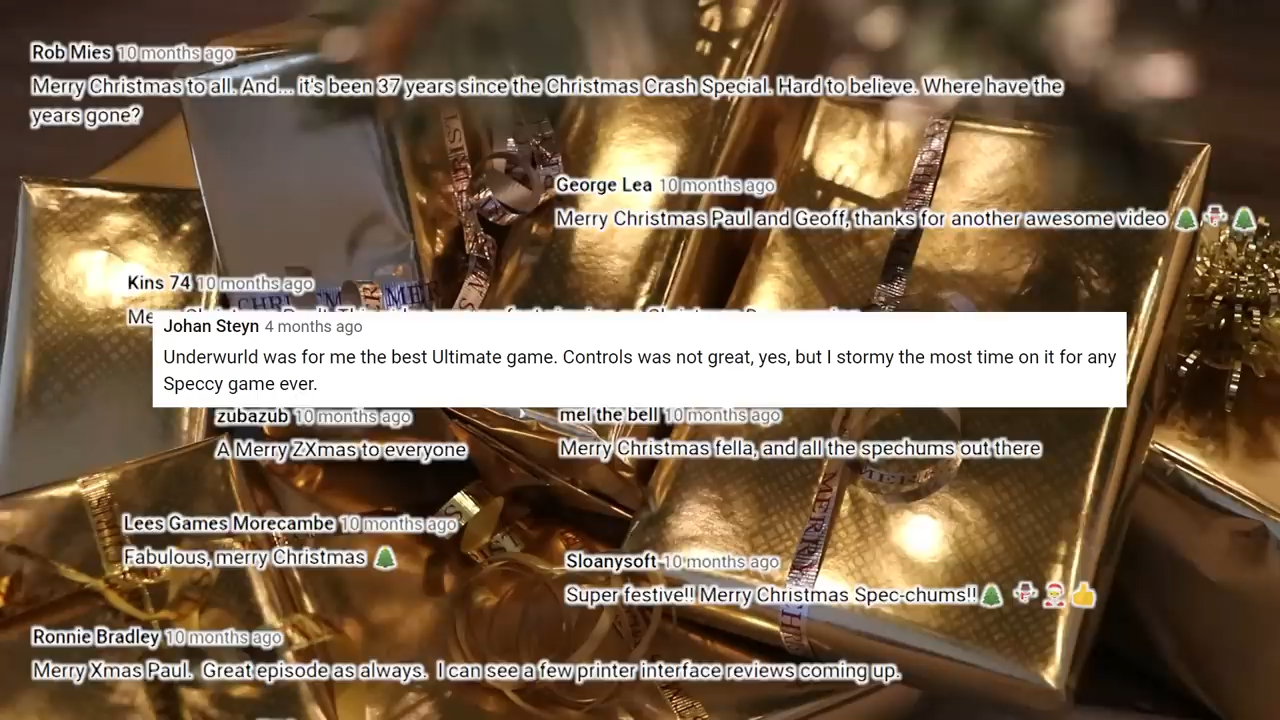 Rob Mies 10 months ago
Merry Christmas to all. And... it's been 37 years since the Christmas Crash Special. Hard to believe. Where have the
years gone?
George Lea 10 months ago
Merry Christmas Paul and Geoff, thanks for another awesome video 🎄⛄🎄
Kins 74 10 months ago
Johan Steyn 4 months ago
Underwurld was for me the best Ultimate game. Controls was not great, yes, but I stormy the most time on it for any
Speccy game ever.
zubazub 10 months ago
A Merry ZXmas to everyone
mel the bell 10 months ago
Merry Christmas fella, and all the spechums out there
Lees Games Morecambe 10 months ago
Fabulous, merry Christmas 🎄
Sloanysoft 10 months ago
Super festive!! Merry Christmas Spec-chums!! 🎄 ⛄ 🎅 👍
Ronnie Bradley 10 months ago
Merry Xmas Paul. Great episode as always. I can see a few printer interface reviews coming up.